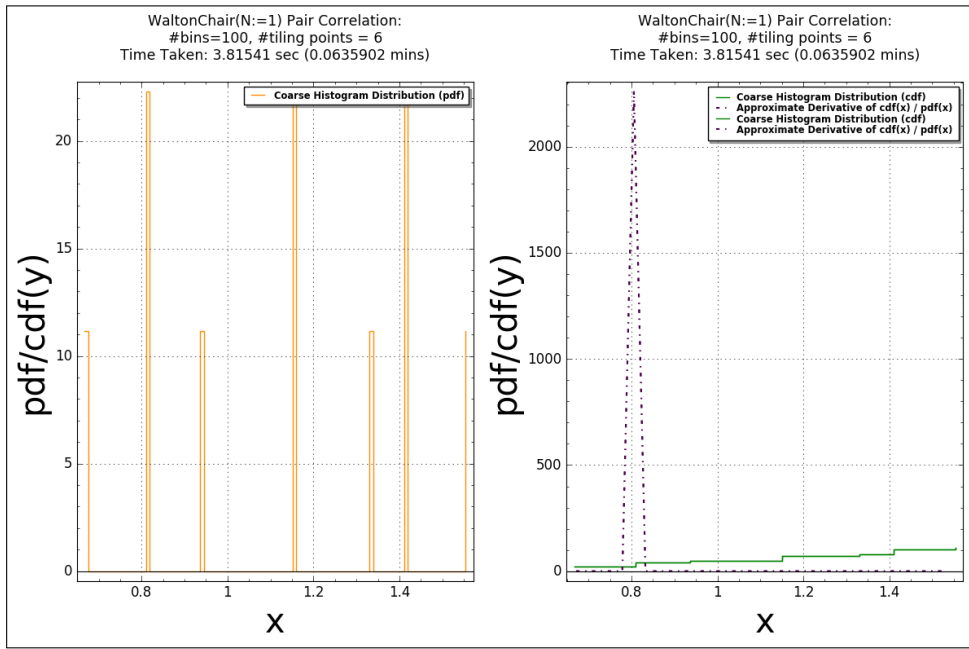 WaltonChair(N:=1) Pair Correlation:
#bins=100, #tiling points = 6
Time Taken: 3.81541 sec (0.0635902 mins)
Coarse Histogram Distribution (pdf)
20
15
10
5
0
0.8
1
1.2
1.4
pdf/cdf(y)
x
WaltonChair(N:=1) Pair Correlation:
#bins=100, #tiling points = 6
Time Taken: 3.81541 sec (0.0635902 mins)
Coarse Histogram Distribution (cdf)
Approximate Derivative of cdf(x) / pdf(x)
Coarse Histogram Distribution (cdf)
Approximate Derivative of cdf(x) / pdf(x)
2000
1500
1000
500
0
0.8
1
1.2
1.4
pdf/cdf(y)
x